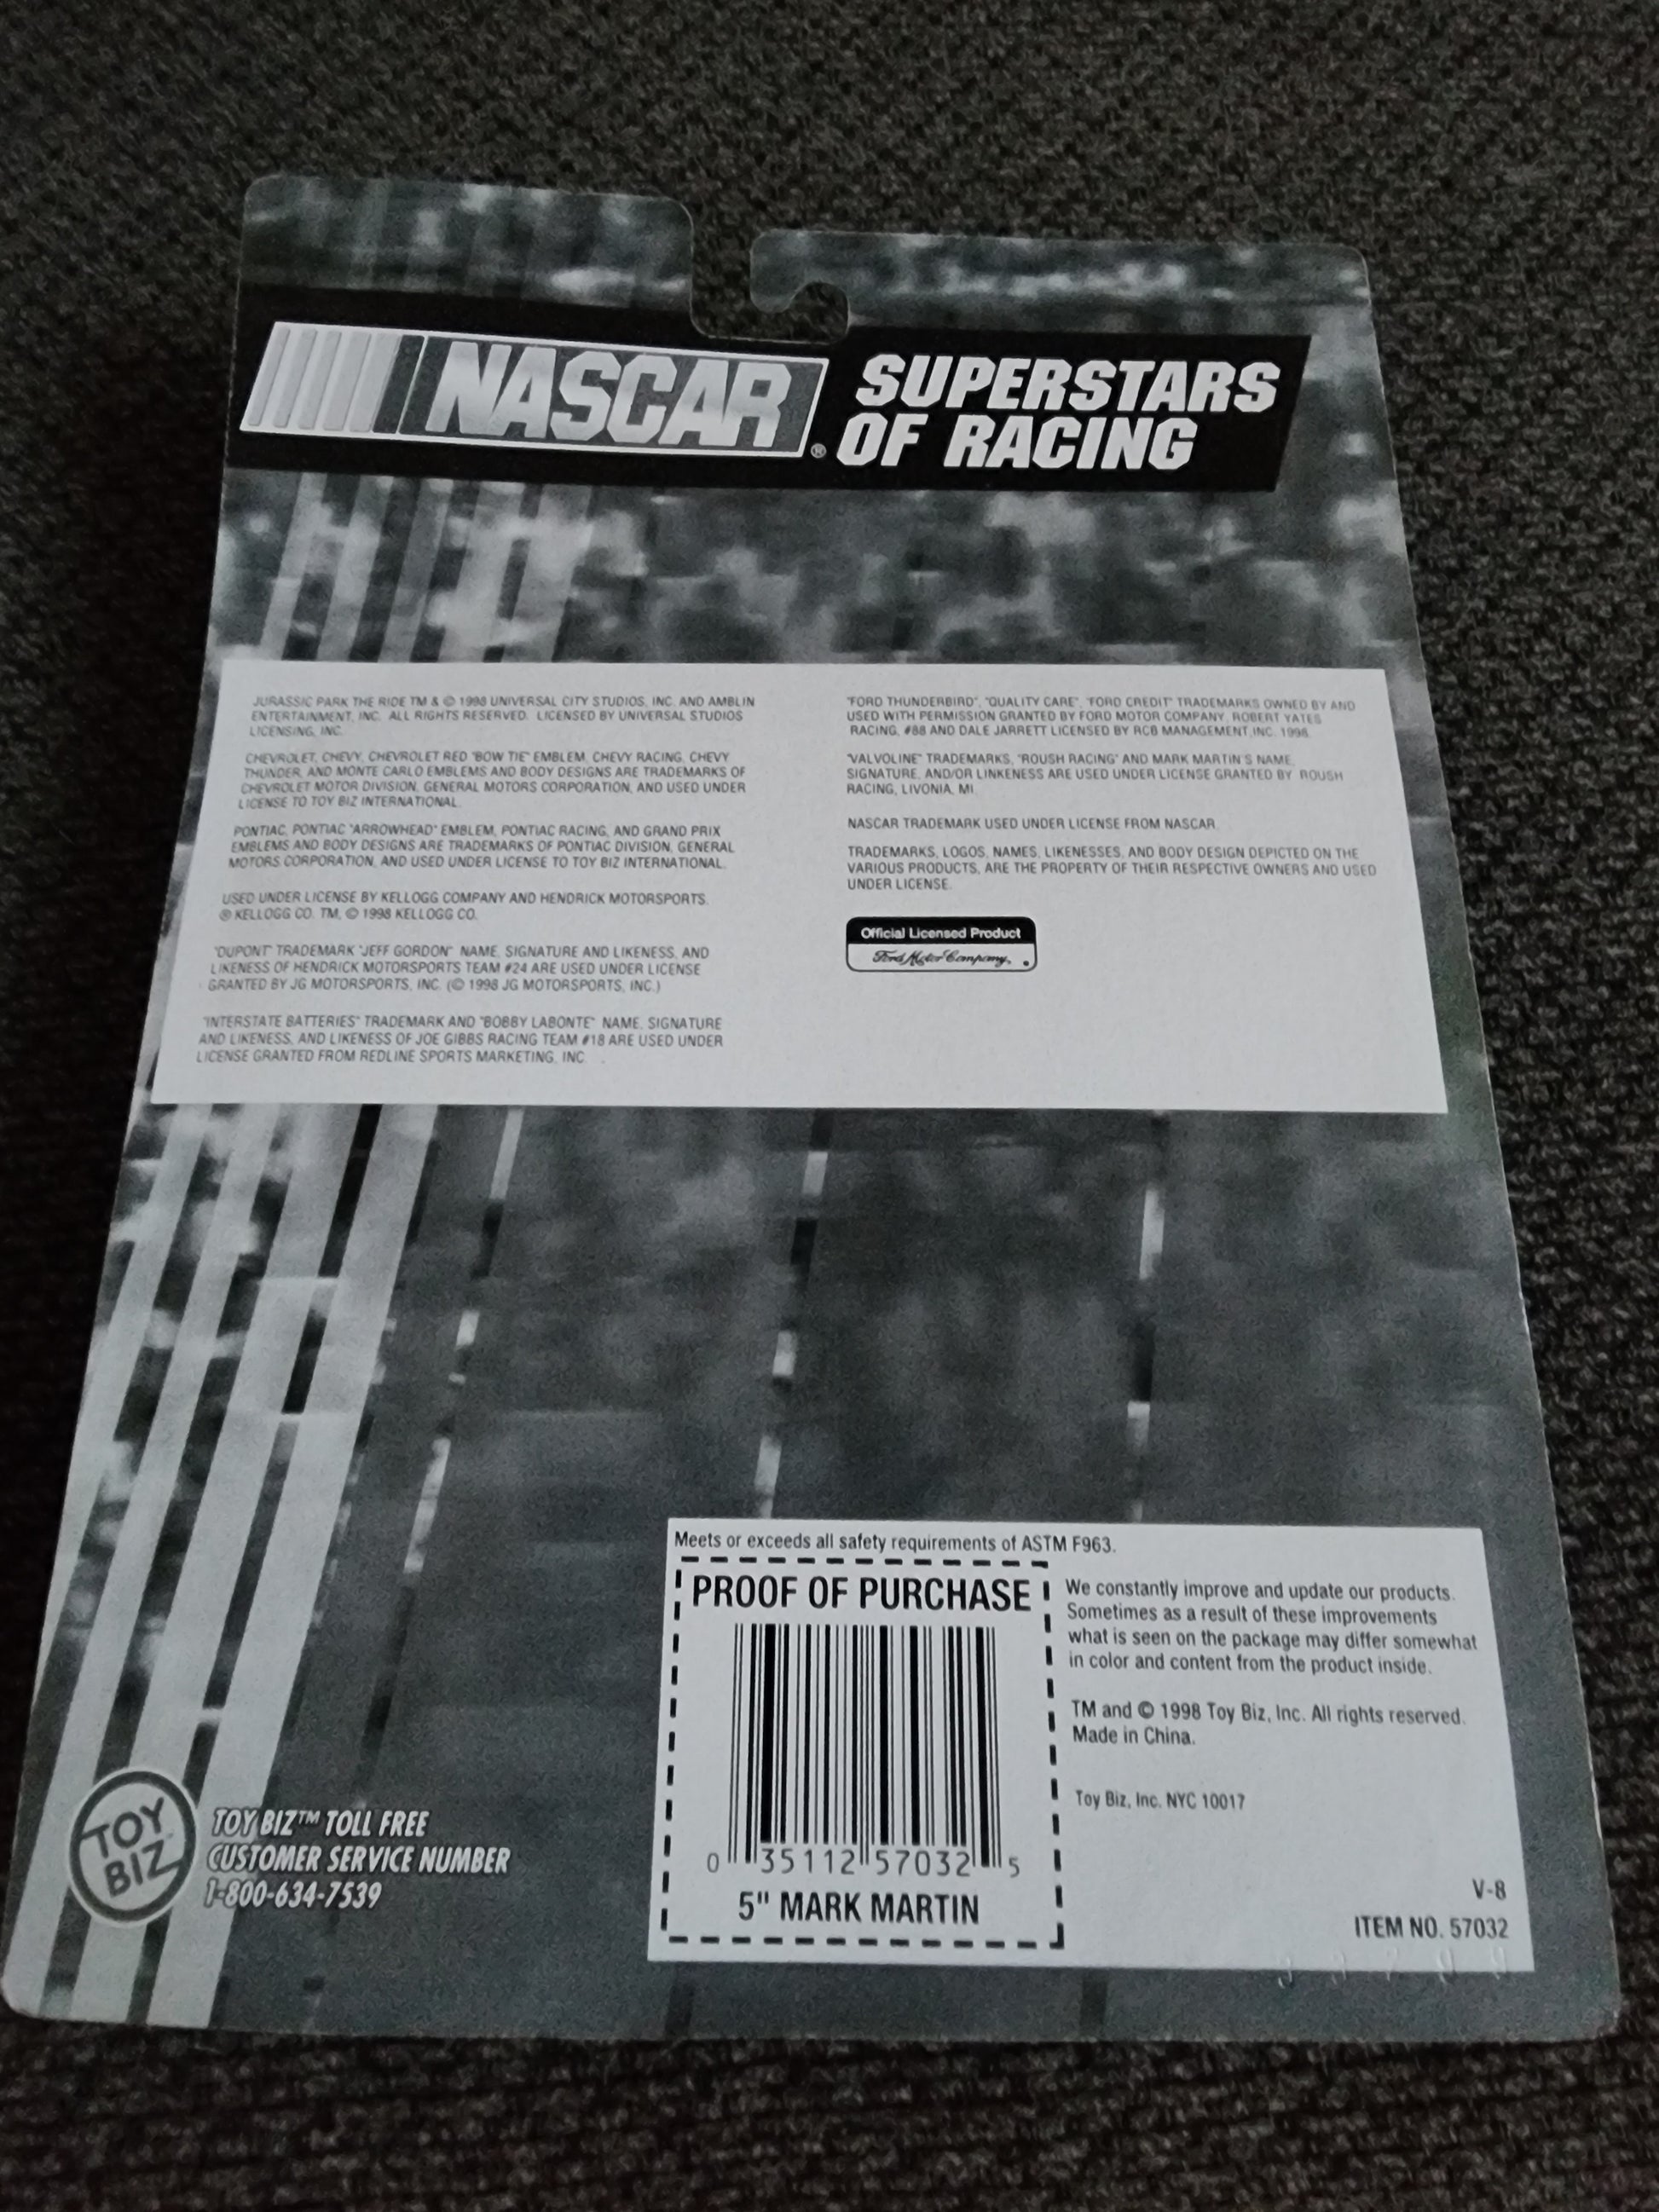 NASCAR®
SUPERSTARS
OF RACING
JURASSIC PARK THE RIDE TM & © 1998 UNIVERSAL CITY STUDIOS, INC. AND AMBLIN
ENTERTAINMENT, INC. ALL RIGHTS RESERVED. LICENSED BY UNIVERSAL STUDIOS
LICENSING, INC.
CHEVROLET, CHEVY, CHEVROLET RED "BOW TIE" EMBLEM, CHEVY RACING, CHEVY
THUNDER, AND MONTE CARLO EMBLEMS AND BODY DESIGNS ARE TRADEMARKS OF
CHEVROLET MOTOR DIVISION, GENERAL MOTORS CORPORATION, AND USED UNDER
LICENSE TO TOY BIZ INTERNATIONAL.
PONTIAC, PONTIAC "ARROWHEAD" EMBLEM, PONTIAC RACING, AND GRAND PRIX
EMBLEMS AND BODY DESIGNS ARE TRADEMARKS OF PONTIAC DIVISION, GENERAL
MOTORS CORPORATION, AND USED UNDER LICENSE TO TOY BIZ INTERNATIONAL.
USED UNDER LICENSE BY KELLOGG COMPANY AND HENDRICK MOTORSPORTS.
® KELLOGG CO. TM, © 1998 KELLOGG CO.
"DUPONT" TRADEMARK "JEFF GORDON" NAME, SIGNATURE AND LIKENESS, AND
LIKENESS OF HENDRICK MOTORSPORTS TEAM #24 ARE USED UNDER LICENSE
GRANTED BY JG MOTORSPORTS, INC. (© 1998 JG MOTORSPORTS, INC.)
"INTERSTATE BATTERIES" TRADEMARK AND "BOBBY LABONTE" NAME, SIGNATURE
AND LIKENESS, AND LIKENESS OF JOE GIBBS RACING TEAM #18 ARE USED UNDER
LICENSE GRANTED FROM REDLINE SPORTS MARKETING, INC.
"FORD THUNDERBIRD", "QUALITY CARE", "FORD CREDIT" TRADEMARKS OWNED BY AND
USED WITH PERMISSION GRANTED BY FORD MOTOR COMPANY, ROBERT YATES
RACING, #88 AND DALE JARRETT LICENSED BY RCB MANAGEMENT,INC. 1998.
"VALVOLINE" TRADEMARKS, "ROUSH RACING" AND MARK MARTIN'S NAME,
SIGNATURE, AND/OR LINKENESS ARE USED UNDER LICENSE GRANTED BY ROUSH
RACING, LIVONIA, MI.
NASCAR TRADEMARK USED UNDER LICENSE FROM NASCAR.
TRADEMARKS, LOGOS, NAMES, LIKENESSES, AND BODY DESIGN DEPICTED ON THE
VARIOUS PRODUCTS, ARE THE PROPERTY OF THEIR RESPECTIVE OWNERS AND USED
UNDER LICENSE.
Official Licensed Product
Ford Motor Company.
Meets or exceeds all safety requirements of ASTM F963.
PROOF OF PURCHASE
0 35112 57032 5
5" MARK MARTIN
We constantly improve and update our products.
Sometimes as a result of these improvements
what is seen on the package may differ somewhat
in color and content from the product inside.
TM and © 1998 Toy Biz, Inc. All rights reserved.
Made in China.
Toy Biz, Inc. NYC 10017
V-8
ITEM NO. 57032
TOY
BIZ
TOY BIZ™ TOLL FREE
CUSTOMER SERVICE NUMBER
1-800-634-7539